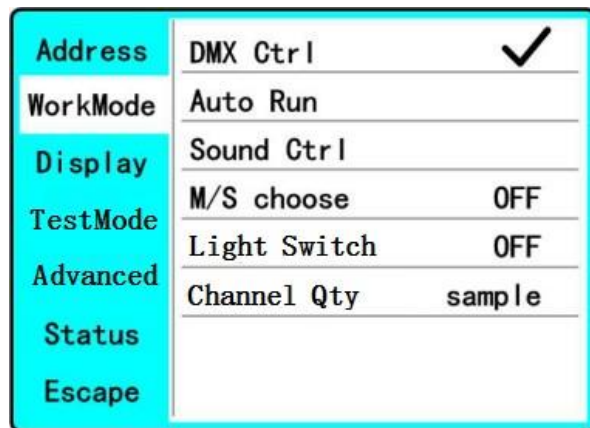 Address
WorkMode
Display
TestMode
Advanced
Status
Escape
DMX Ctrl
Auto Run
Sound Ctrl
M/S choose OFF
Light Switch OFF
Channel Qty sample